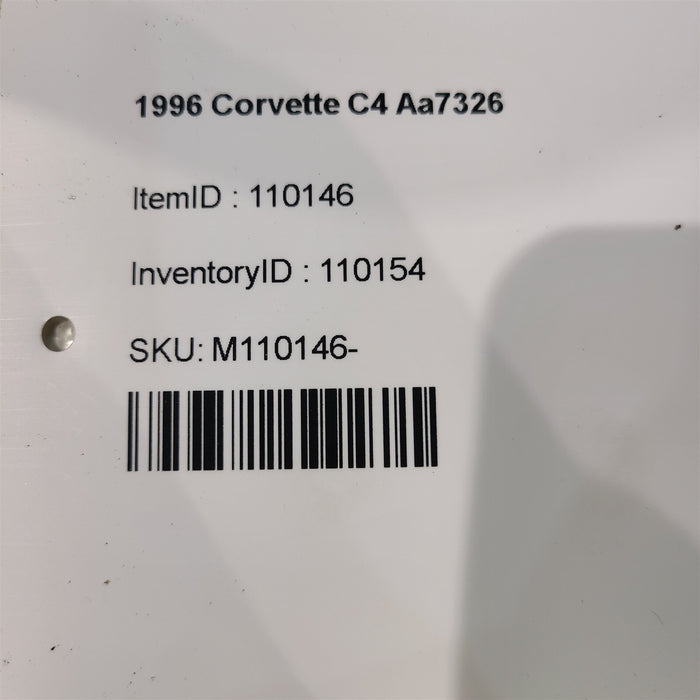 1996 Corvette C4 Aa7326
ItemID : 110146
InventoryID : 110154
SKU: M110146-